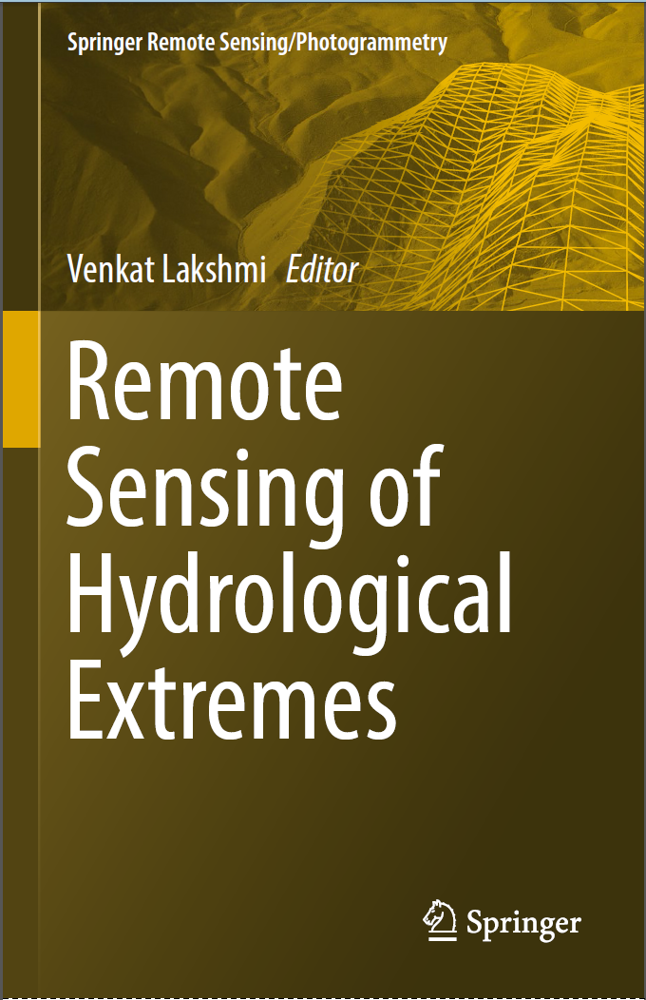 Springer Remote Sensing/Photogrammetry
Venkat Lakshmi Editor
Remote
Sensing of
Hydrological
Extremes
Springer